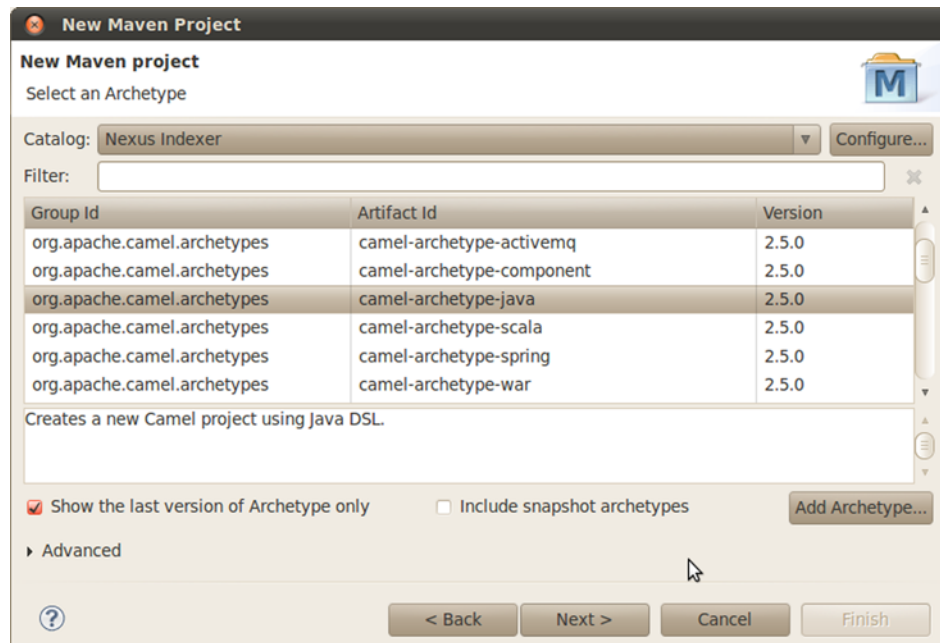 New Maven Project
New Maven project
Select an Archetype
M
Catalog: Nexus Indexer Configure...
Filter:
Group Id Artifact Id Version
org.apache.camel.archetypes camel-archetype-activemq 2.5.0
org.apache.camel.archetypes camel-archetype-component 2.5.0
org.apache.camel.archetypes camel-archetype-java 2.5.0
org.apache.camel.archetypes camel-archetype-scala 2.5.0
org.apache.camel.archetypes camel-archetype-spring 2.5.0
org.apache.camel.archetypes camel-archetype-war 2.5.0
Creates a new Camel project using Java DSL.
Show the last version of Archetype only Include snapshot archetypes Add Archetype...
Advanced
? < Back Next > Cancel Finish